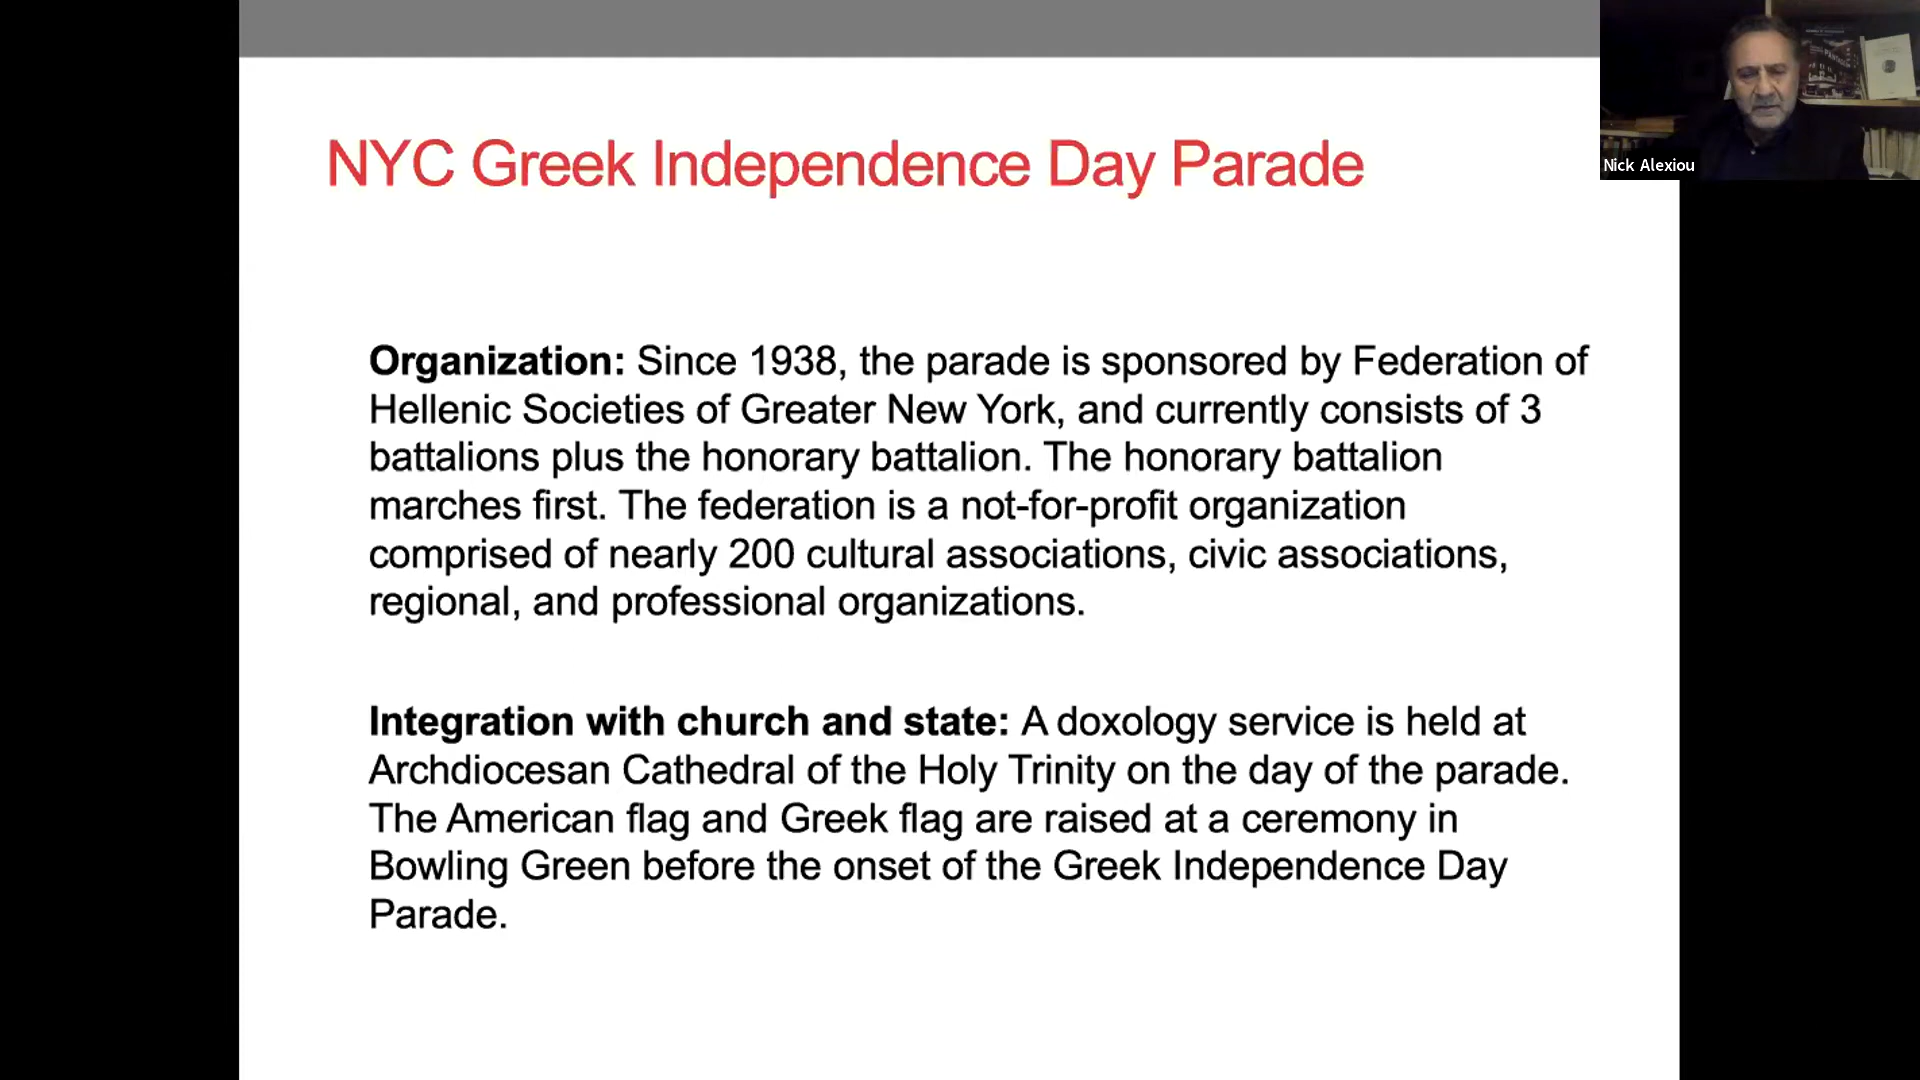 NYC Greek Independence Day Parade
Nick Alexiou
Organization: Since 1938, the parade is sponsored by Federation of
Hellenic Societies of Greater New York, and currently consists of 3
battalions plus the honorary battalion. The honorary battalion
marches first. The federation is a not-for-profit organization
comprised of nearly 200 cultural associations, civic associations,
regional, and professional organizations.
Integration with church and state: A doxology service is held at
Archdiocesan Cathedral of the Holy Trinity on the day of the parade.
The American flag and Greek flag are raised at a ceremony in
Bowling Green before the onset of the Greek Independence Day
Parade.